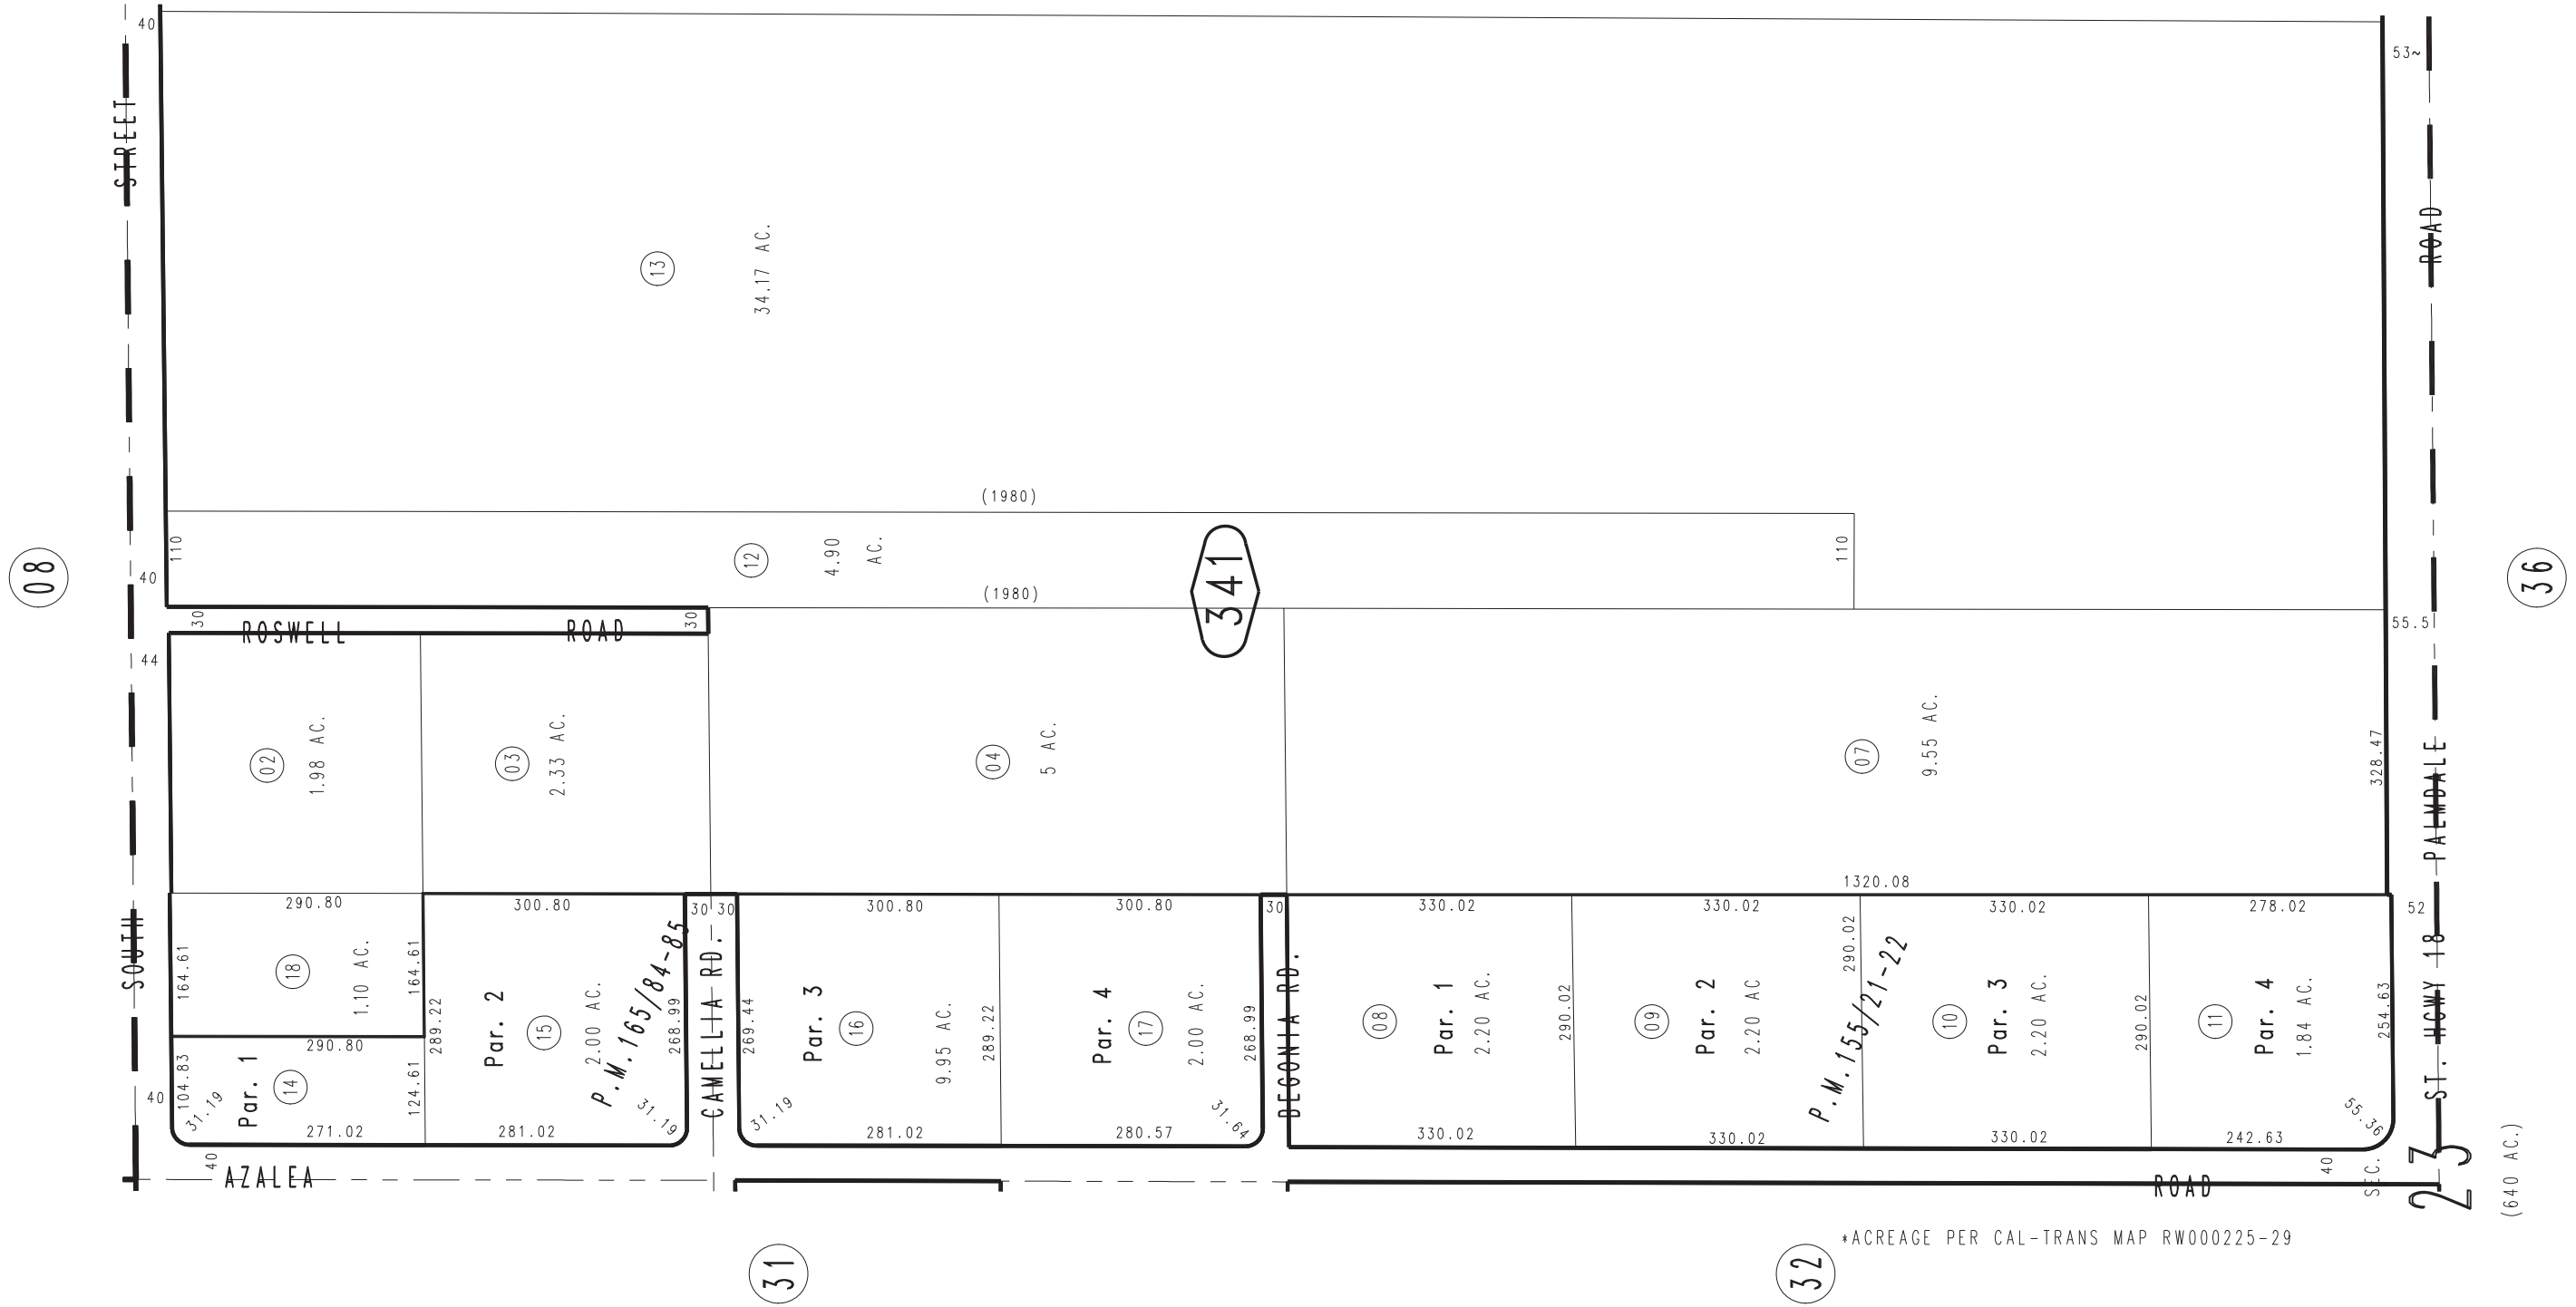 40
STREET
53~
ROAD
13
34.17 AC.
(1980)
110
12
4.90
AC.
110
(1980)
341
08
36
40
30
ROSWELL ROAD
30
55.5
44
02
1.98 AC.
03
2.33 AC.
04
5 AC.
07
9.55 AC.
328.47
PALMDALE
1320.08
290.80
300.80
30
30
300.80
300.80
30
330.02
330.02
330.02
278.02
52
SOUTH
164.61
18
1.10 AC.
164.61
290.80
104.83
31.19
Par. 1
14
124.61
271.02
40
289.22
Par. 2
15
2.00 AC.
P.M.165/84-85
268.99
31.19
281.02
CAMELLIA RD.
269.44
Par. 3
16
9.95 AC.
31.19
281.02
289.22
Par. 4
17
2.00 AC.
268.99
31.64
280.57
BEGONIA RD.
08
Par. 1
2.20 AC.
290.02
330.02
09
Par. 2
2.20 AC
290.02
P.M.155/21-22
330.02
10
Par. 3
2.20 AC.
290.02
330.02
11
Par. 4
1.84 AC.
254.63
55.36
242.63
ST. HGWY 18
40
AZALEA
ROAD
40
SEC.
23
(640 AC.)
*ACREAGE PER CAL-TRANS MAP RW000225-29
31
32